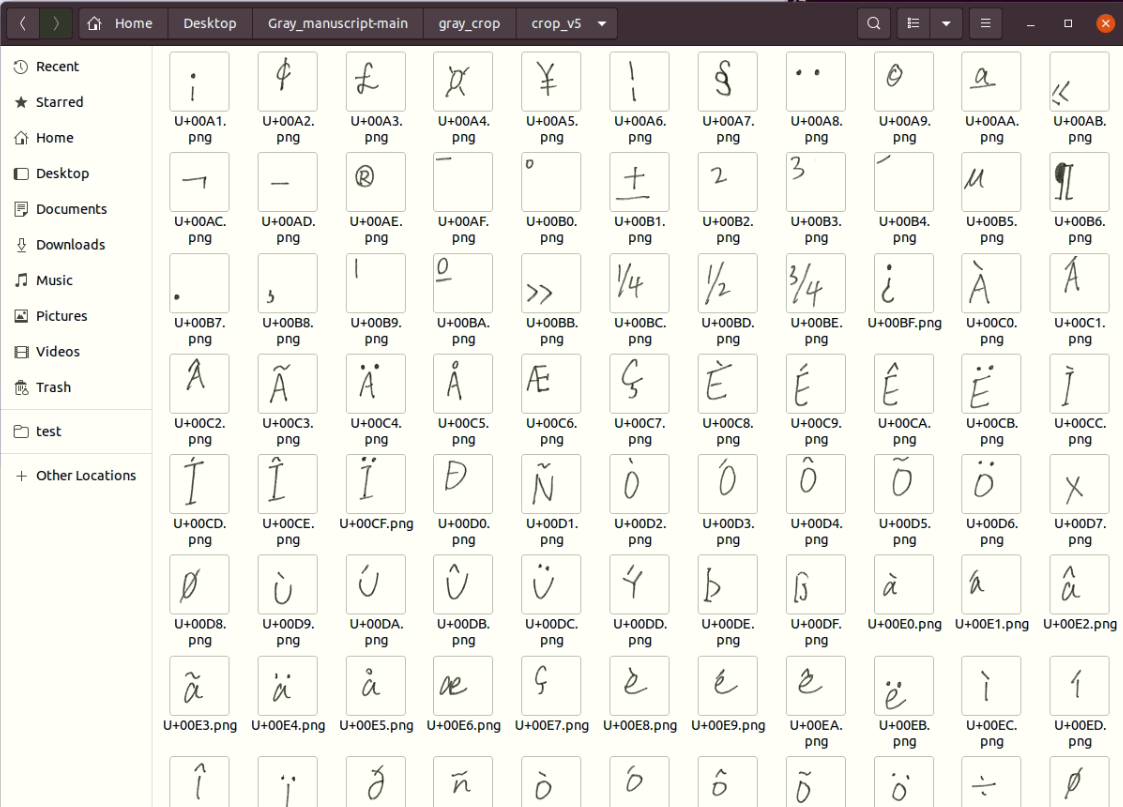 Home Desktop Gray_manuscript-main gray_crop crop_v5
Recent
Starred
Home
Desktop
Documents
Downloads
Music
Pictures
Videos
Trash
test
Other Locations
¡ ¢ £ ¤ ¥ ¦ § ¨ © ª «
U+00A1.png U+00A2.png U+00A3.png U+00A4.png U+00A5.png U+00A6.png U+00A7.png U+00A8.png U+00A9.png U+00AA.png U+00AB.png
¬ - ® ¯ ° ± ² ³ ´ µ ¶
U+00AC.png U+00AD.png U+00AE.png U+00AF.png U+00B0.png U+00B1.png U+00B2.png U+00B3.png U+00B4.png U+00B5.png U+00B6.png
· ¸ ¹ º » ¼ ½ ¾ ¿ À Á
U+00B7.png U+00B8.png U+00B9.png U+00BA.png U+00BB.png U+00BC.png U+00BD.png U+00BE.png U+00BF.png U+00C0.png U+00C1.png
Â Ã Ä Å Æ Ç È É Ê Ë Ì
U+00C2.png U+00C3.png U+00C4.png U+00C5.png U+00C6.png U+00C7.png U+00C8.png U+00C9.png U+00CA.png U+00CB.png U+00CC.png
Í Î Ï Ð Ñ Ò Ó Ô Õ Ö ×
U+00CD.png U+00CE.png U+00CF.png U+00D0.png U+00D1.png U+00D2.png U+00D3.png U+00D4.png U+00D5.png U+00D6.png U+00D7.png
Ø Ù Ú Û Ü Ý Þ ß à á â
U+00D8.png U+00D9.png U+00DA.png U+00DB.png U+00DC.png U+00DD.png U+00DE.png U+00DF.png U+00E0.png U+00E1.png U+00E2.png
ã ä å æ ç è é ê ë ì í
U+00E3.png U+00E4.png U+00E5.png U+00E6.png U+00E7.png U+00E8.png U+00E9.png U+00EA.png U+00EB.png U+00EC.png U+00ED.png
î ï ð ñ ò ó ô õ ö ÷ ø